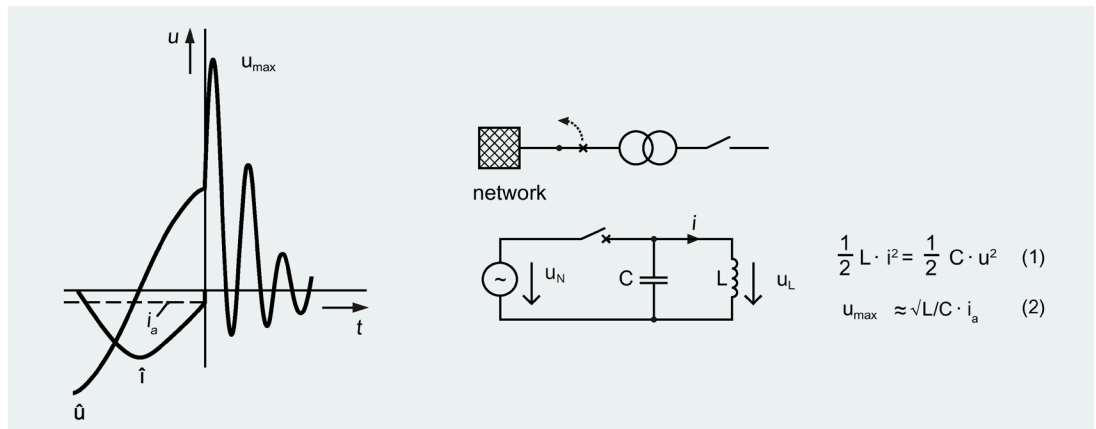 u
u_max
i_a
t
î
û
network
i
~
u_N
C
L
u_L
1/2 L · i² = 1/2 C · u² (1)
u_max ≈ √L/C · i_a (2)